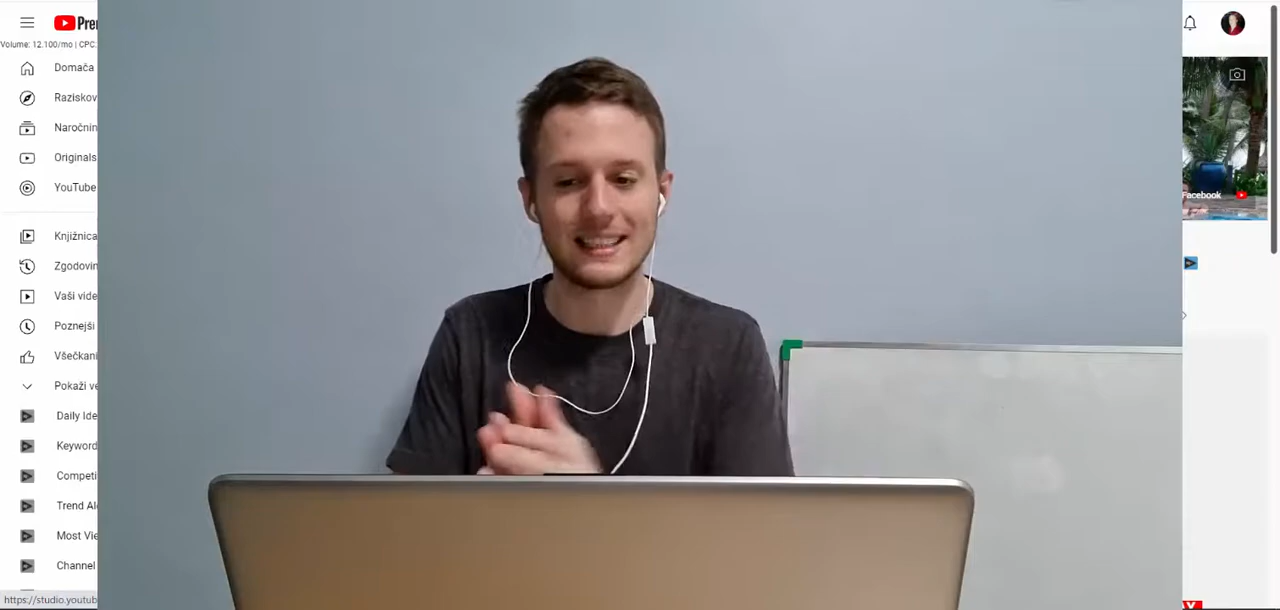 Pre
Volume: 12.100/mo | CPC:
Domača
Raziskov
Naročnin
Originals
YouTube
Knjižnica
Zgodovin
Vaši vide
Poznejši
Všečkani
Pokaži ve
Daily Ide
Keyword
Competi
Trend Al
Most Vie
Channel
https://studio.youtub
Facebook